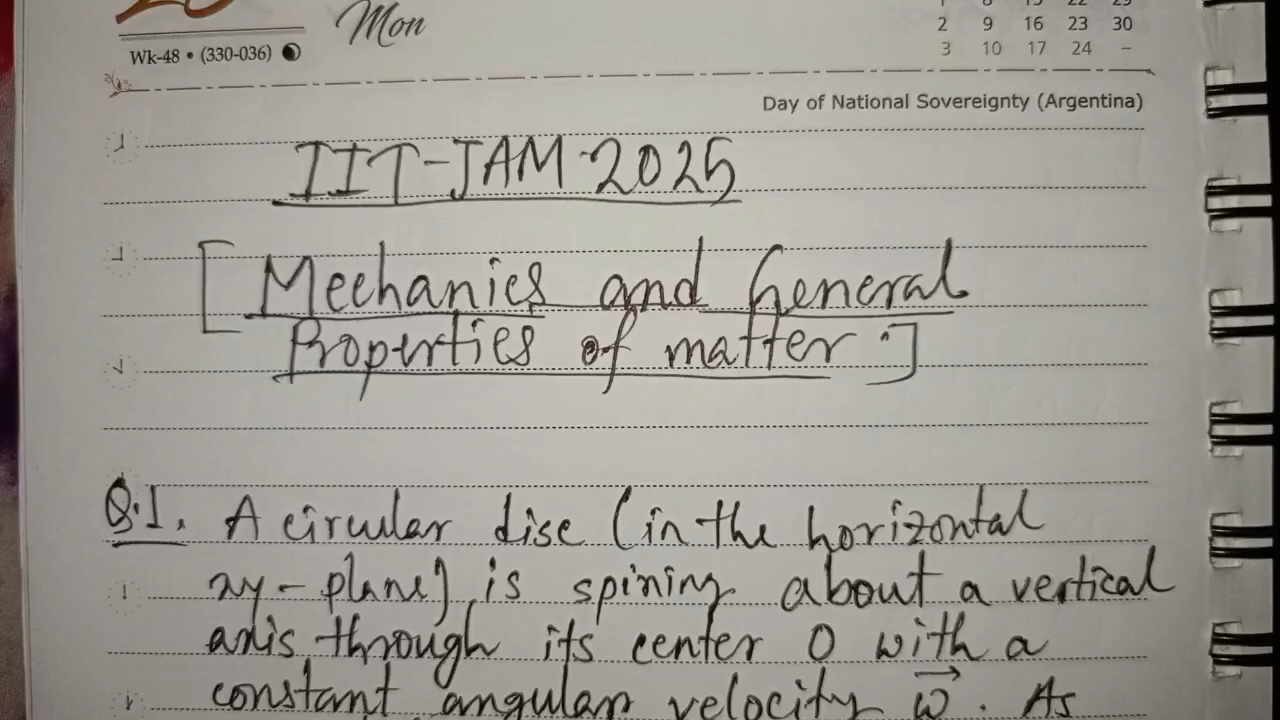 Mon
Wk-48 • (330-036)
2 9 16 23 30
3 10 17 24 –
Day of National Sovereignty (Argentina)
IIT-JAM-2025
[Mechanics and General
Properties of matter:]
Q.1. A circular disc (in the horizontal
xy-plane) is spining about a vertical
axis through its center O with a
constant angular velocity ω⃗. As